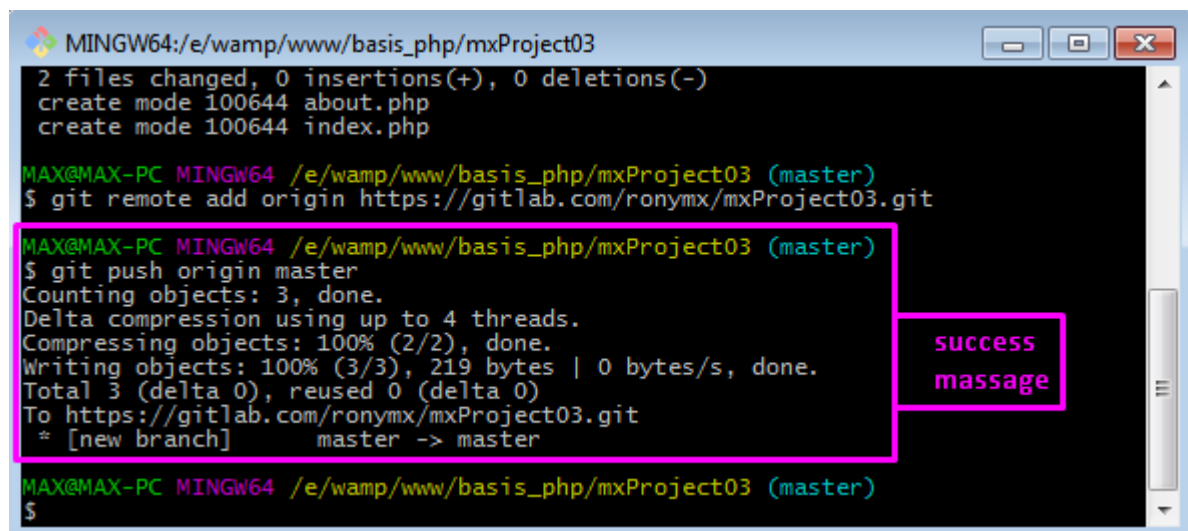 MINGW64:/e/wamp/www/basis_php/mxProject03
2 files changed, 0 insertions(+), 0 deletions(-)
create mode 100644 about.php
create mode 100644 index.php
MAX@MAX-PC MINGW64 /e/wamp/www/basis_php/mxProject03 (master)
$ git remote add origin https://gitlab.com/ronymx/mxProject03.git
MAX@MAX-PC MINGW64 /e/wamp/www/basis_php/mxProject03 (master)
$ git push origin master
Counting objects: 3, done.
Delta compression using up to 4 threads.
Compressing objects: 100% (2/2), done.
Writing objects: 100% (3/3), 219 bytes | 0 bytes/s, done.
Total 3 (delta 0), reused 0 (delta 0)
To https://gitlab.com/ronymx/mxProject03.git
* [new branch]      master -> master
success
massage
MAX@MAX-PC MINGW64 /e/wamp/www/basis_php/mxProject03 (master)
$